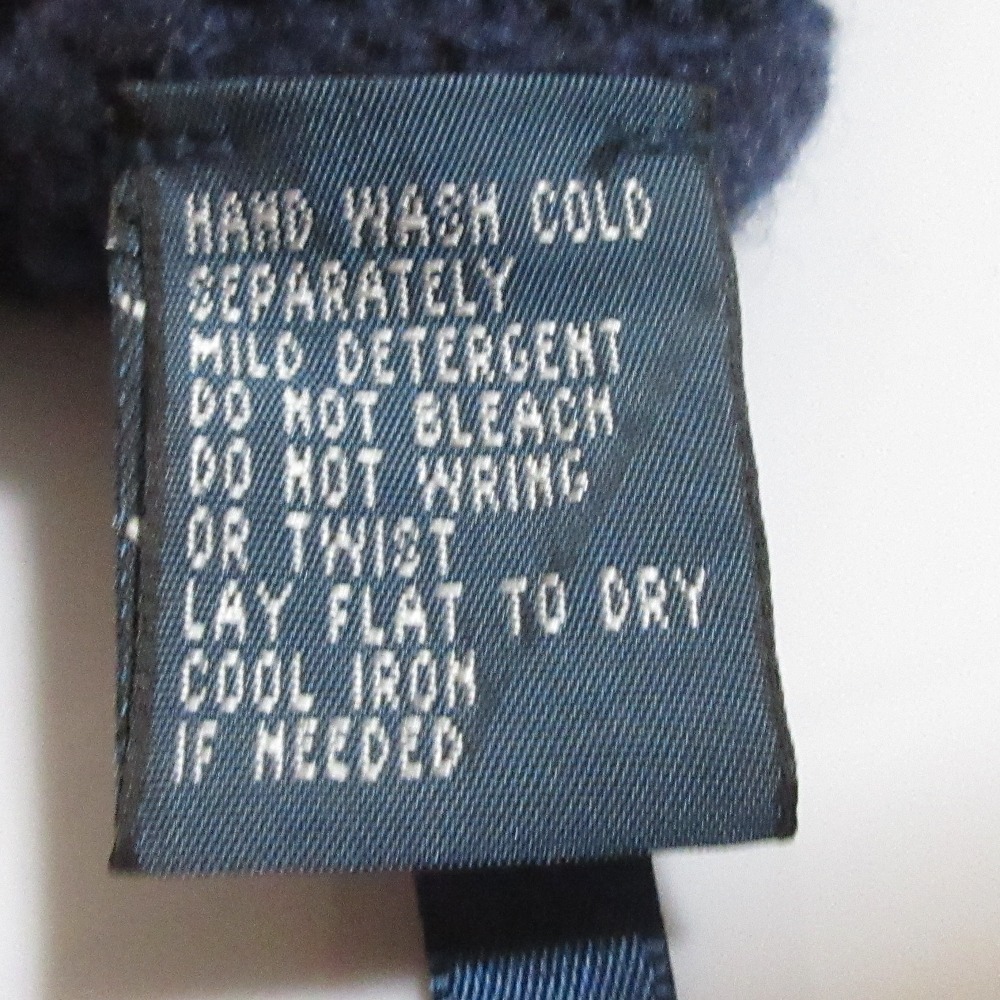 HAND WASH COLD
SEPARATELY
MILD DETERGENT
DO NOT BLEACH
DO NOT WRING
OR TWIST
LAY FLAT TO DRY
COOL IRON
IF NEEDED